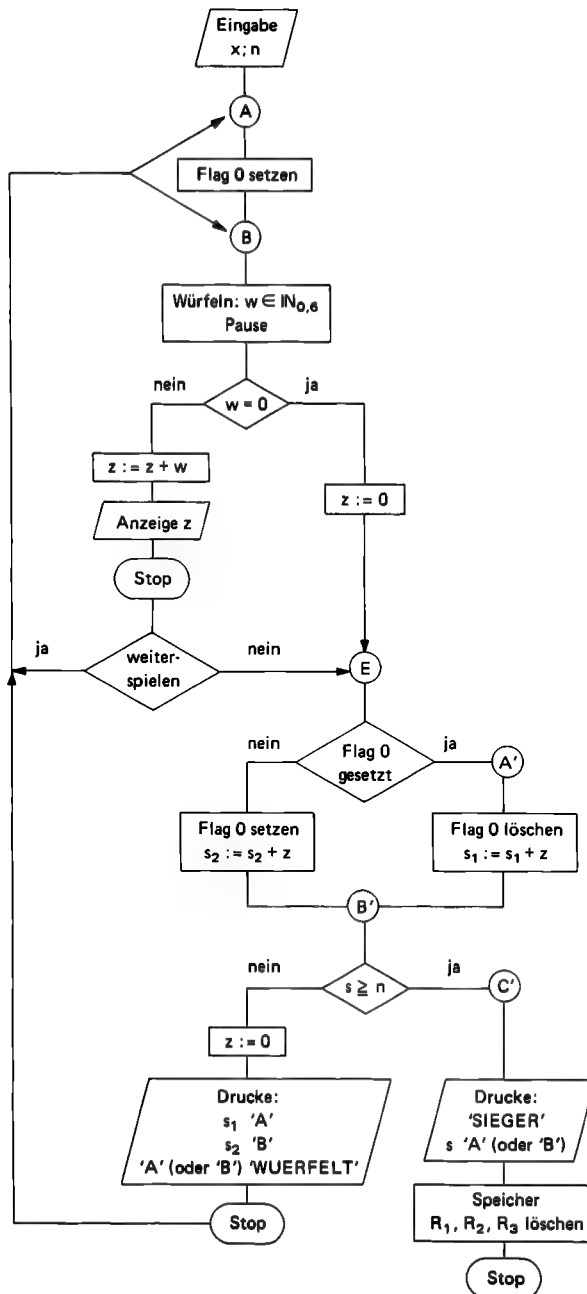 Eingabe
x; n
A
Flag 0 setzen
B
Würfeln: w ∈ IN₀,₆
Pause
nein
ja
w = 0
z := z + w
z := 0
Anzeige z
Stop
ja
weiter-
spielen
nein
E
nein
Flag 0
gesetzt
ja
A'
Flag 0 setzen
s₂ := s₂ + z
Flag 0 löschen
s₁ := s₁ + z
B'
nein
s ≧ n
ja
C'
z := 0
Drucke:
s₁ 'A'
s₂ 'B'
'A' (oder 'B') 'WUERFELT'
Drucke:
'SIEGER'
s 'A' (oder 'B')
Stop
Speicher
R₁, R₂, R₃ löschen
Stop